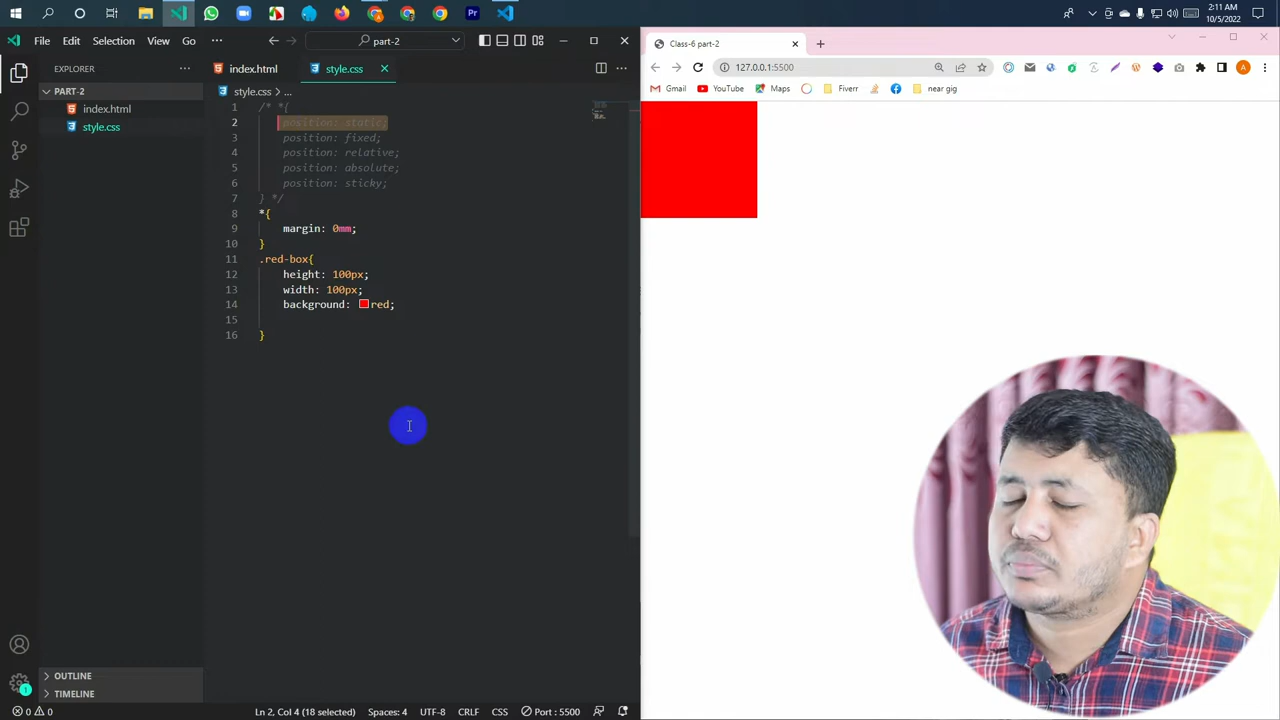 2:11 AM
10/5/2022
File Edit Selection View Go ··· part-2
Class-6 part-2
EXPLORER
index.html
style.css
127.0.0.1:5500
PART-2
style.css > ...
Gmail YouTube Maps Fiverr near gig
index.html
style.css
1 /* *{
2 position: static;
3 position: fixed;
4 position: relative;
5 position: absolute;
6 position: sticky;
7 } */
8 *{
9 margin: 0mm;
10 }
11 .red-box{
12 height: 100px;
13 width: 100px;
14 background: red;
15
16 }
OUTLINE
TIMELINE
0 0 Ln 2, Col 4 (18 selected) Spaces: 4 UTF-8 CRLF CSS Port : 5500